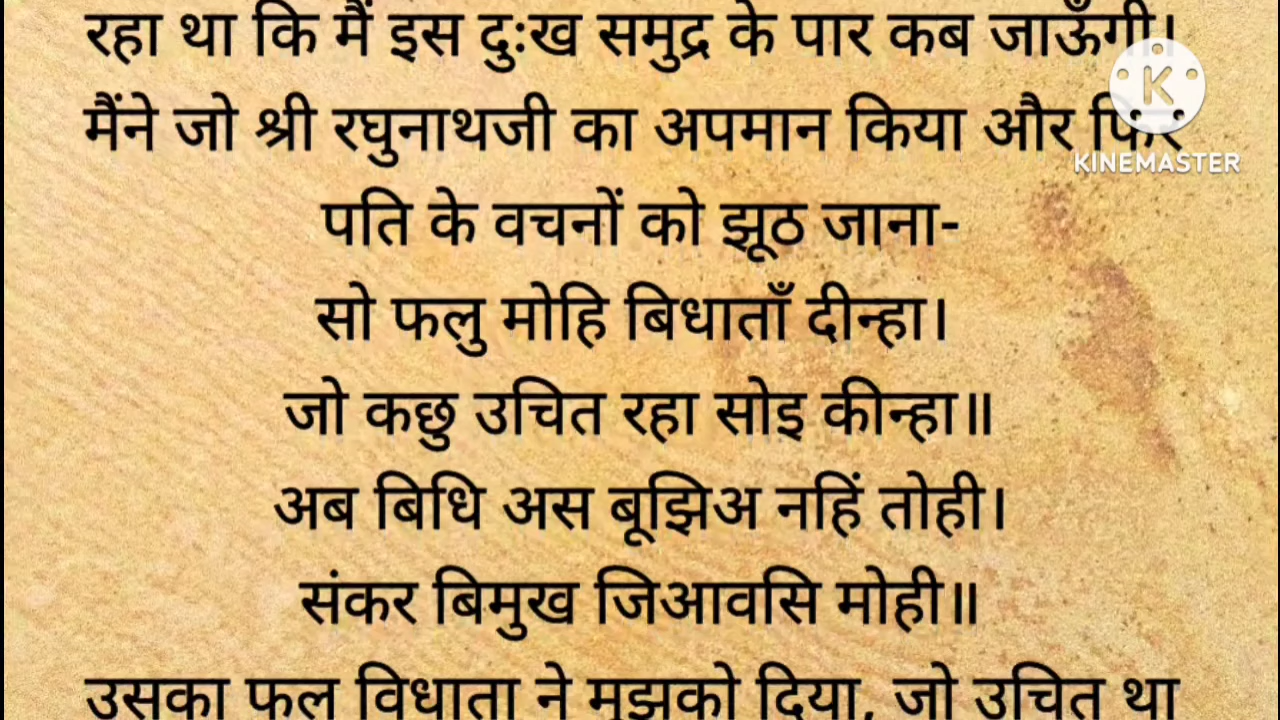 रहा था कि मैं इस दुःख समुद्र के पार कब जाऊँगी।
मैंने जो श्री रघुनाथजी का अपमान किया और फिर
K
KINEMASTER
पति के वचनों को झूठ जाना-
सो फलु मोहि बिधाताँ दीन्हा।
जो कछु उचित रहा सोइ कीन्हा॥
अब बिधि अस बूझिअ नहिं तोही।
संकर बिमुख जिआवसि मोही॥
उसका फल विधाता ने मुझको दिया, जो उचित था